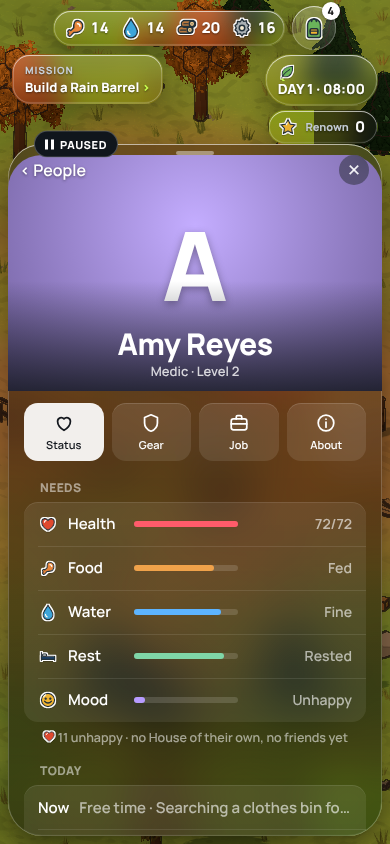 14 14 20 16 4
MISSION
Build a Rain Barrel ›
DAY 1 · 08:00
Renown 0
PAUSED
‹ People
A
Amy Reyes
Medic · Level 2
Status Gear Job About
NEEDS
Health 72/72
Food Fed
Water Fine
Rest Rested
Mood Unhappy
11 unhappy · no House of their own, no friends yet
TODAY
Now Free time · Searching a clothes bin fo...